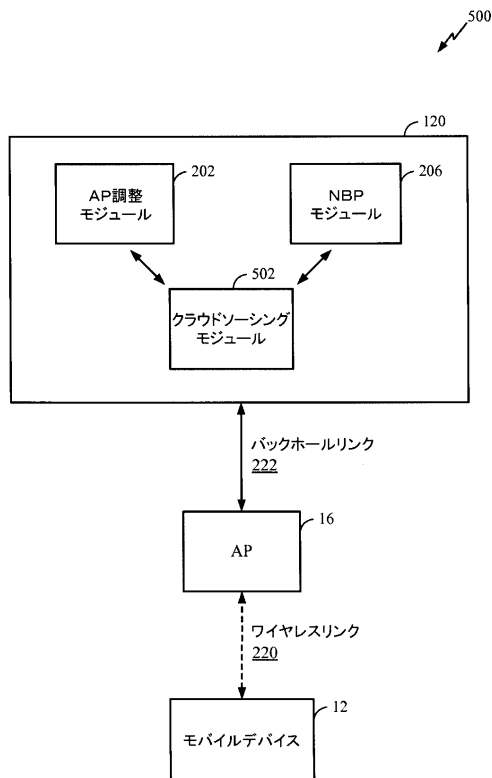 500
120
202
206
AP調整
モジュール
NBP
モジュール
502
クラウドソーシング
モジュール
バックホールリンク
222
16
AP
ワイヤレスリンク
220
12
モバイルデバイス